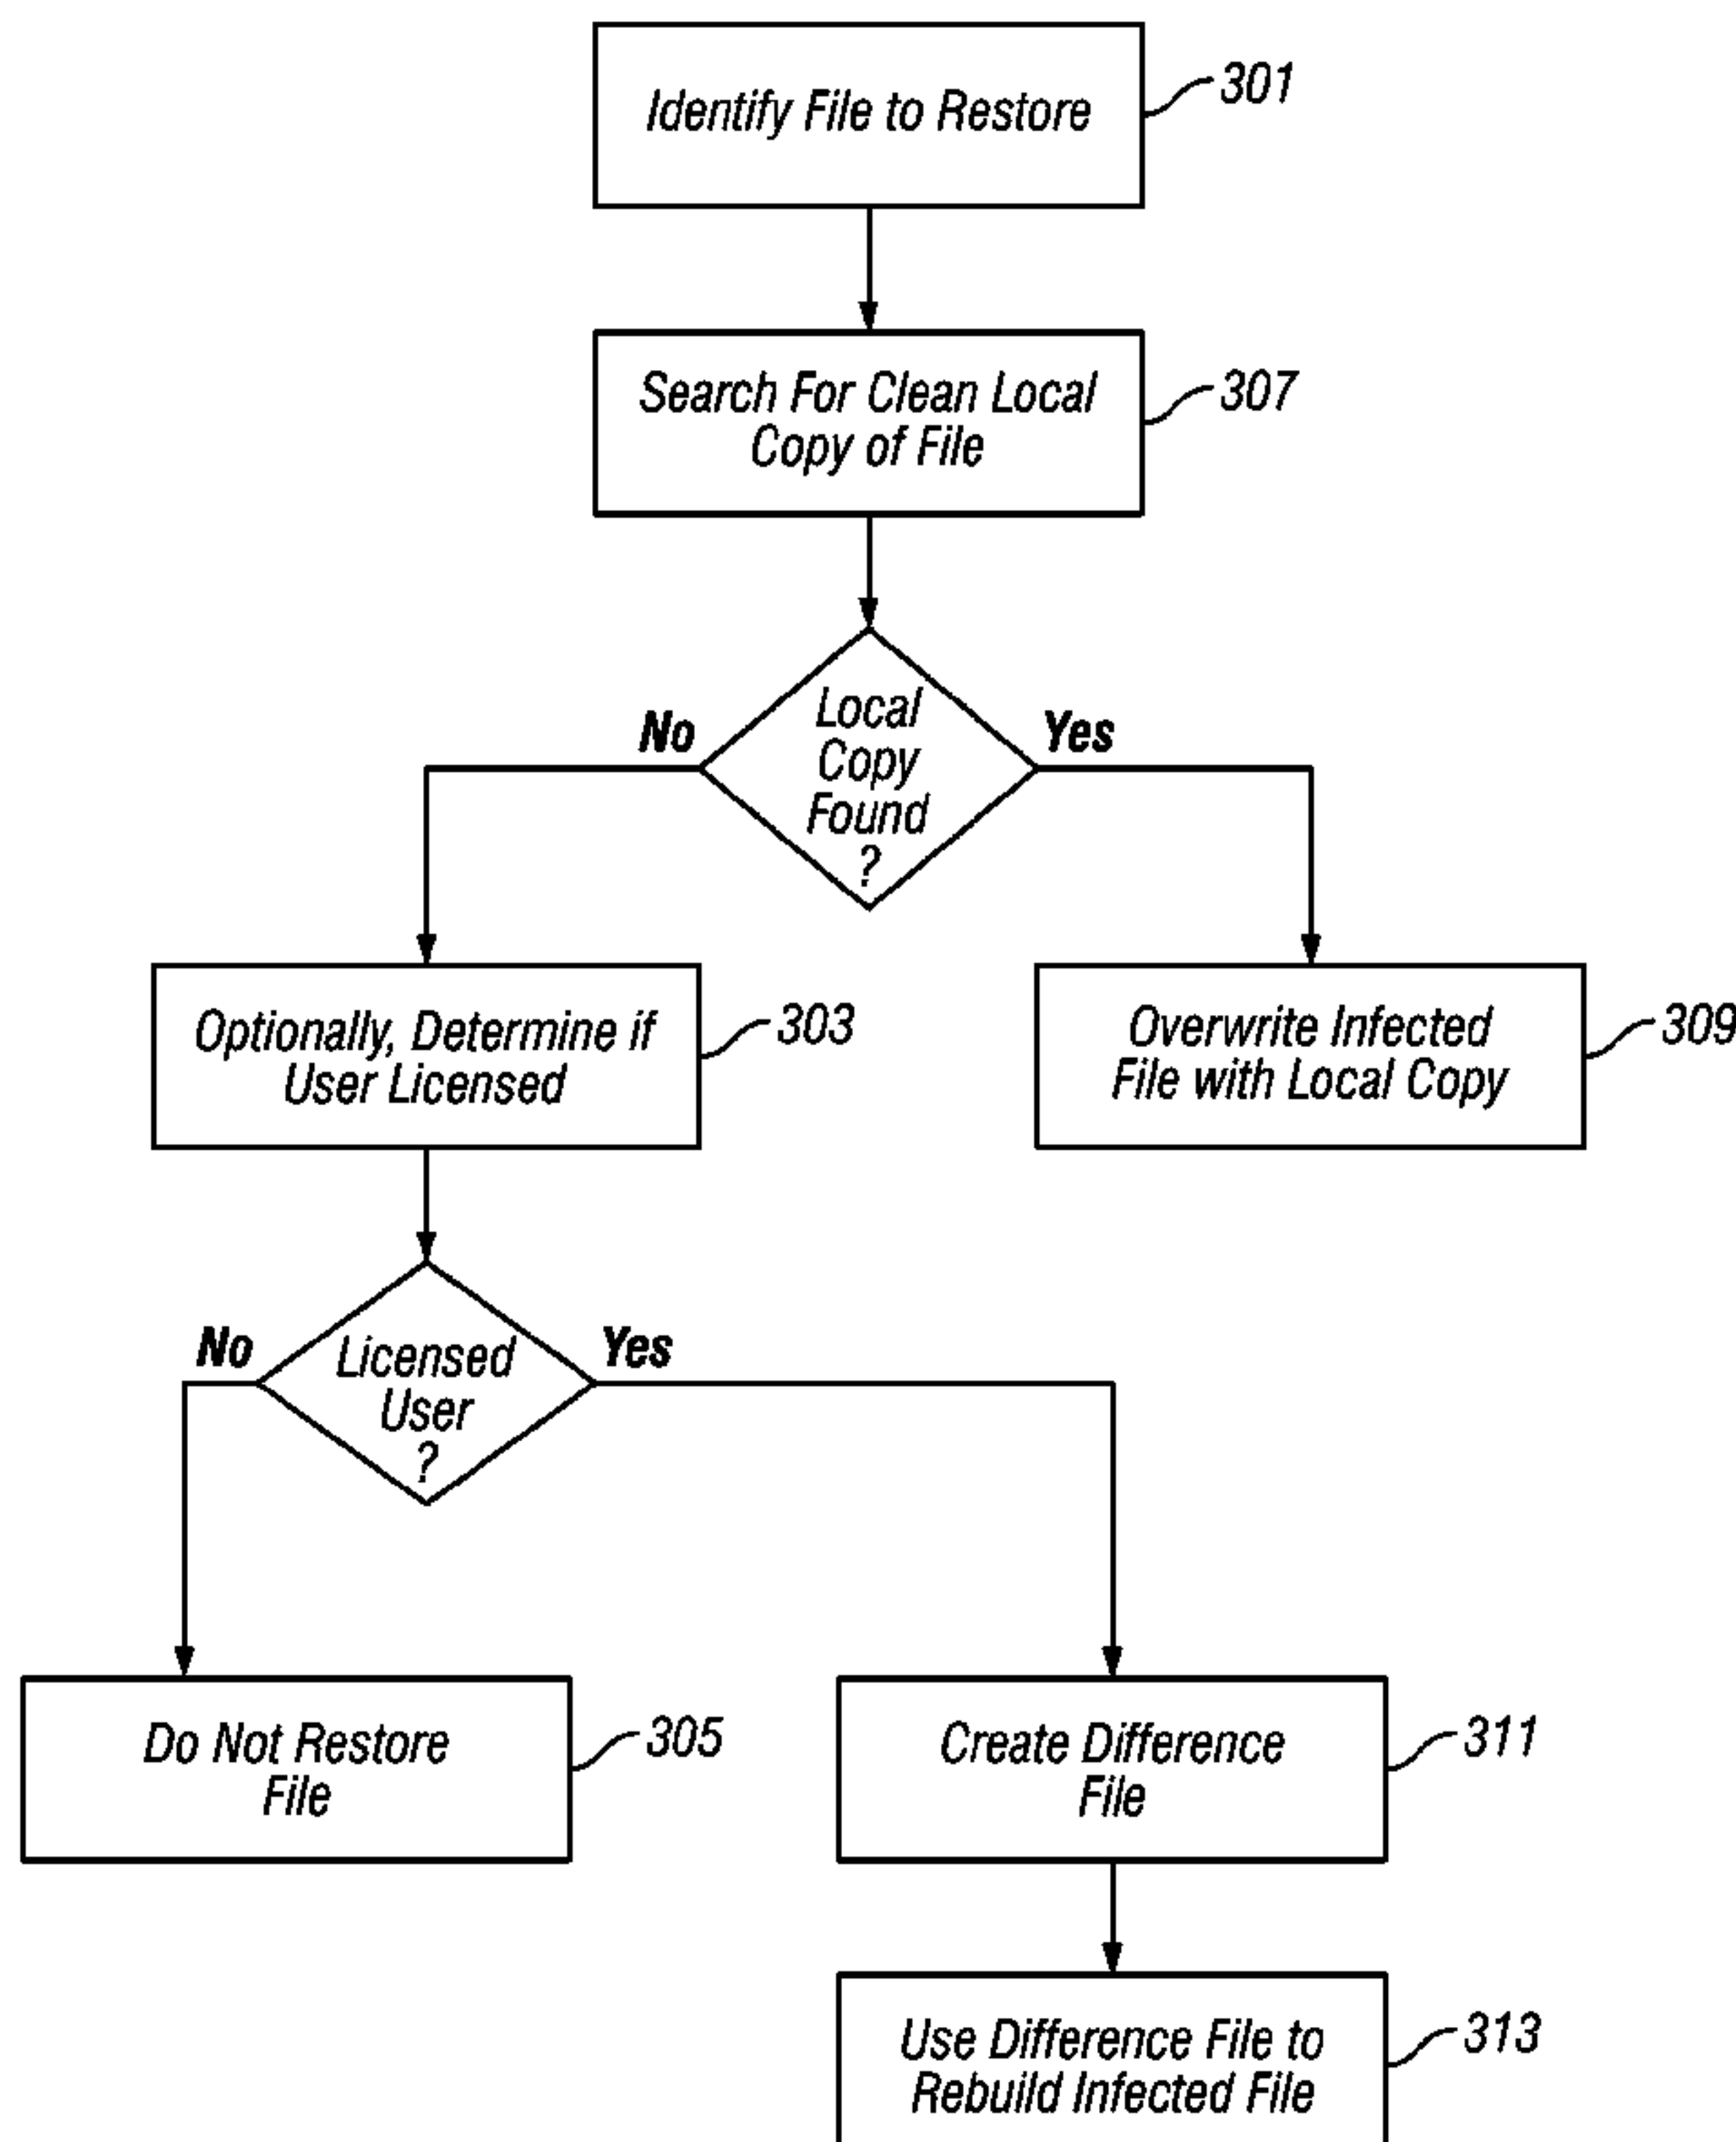 Identify File to Restore
301
Search For Clean Local
Copy of File
307
Local
Copy
Found
?
No
Yes
Optionally, Determine if
User Licensed
303
Overwrite Infected
File with Local Copy
309
Licensed
User
?
No
Yes
Do Not Restore
File
305
Create Difference
File
311
Use Difference File to
Rebuild Infected File
313